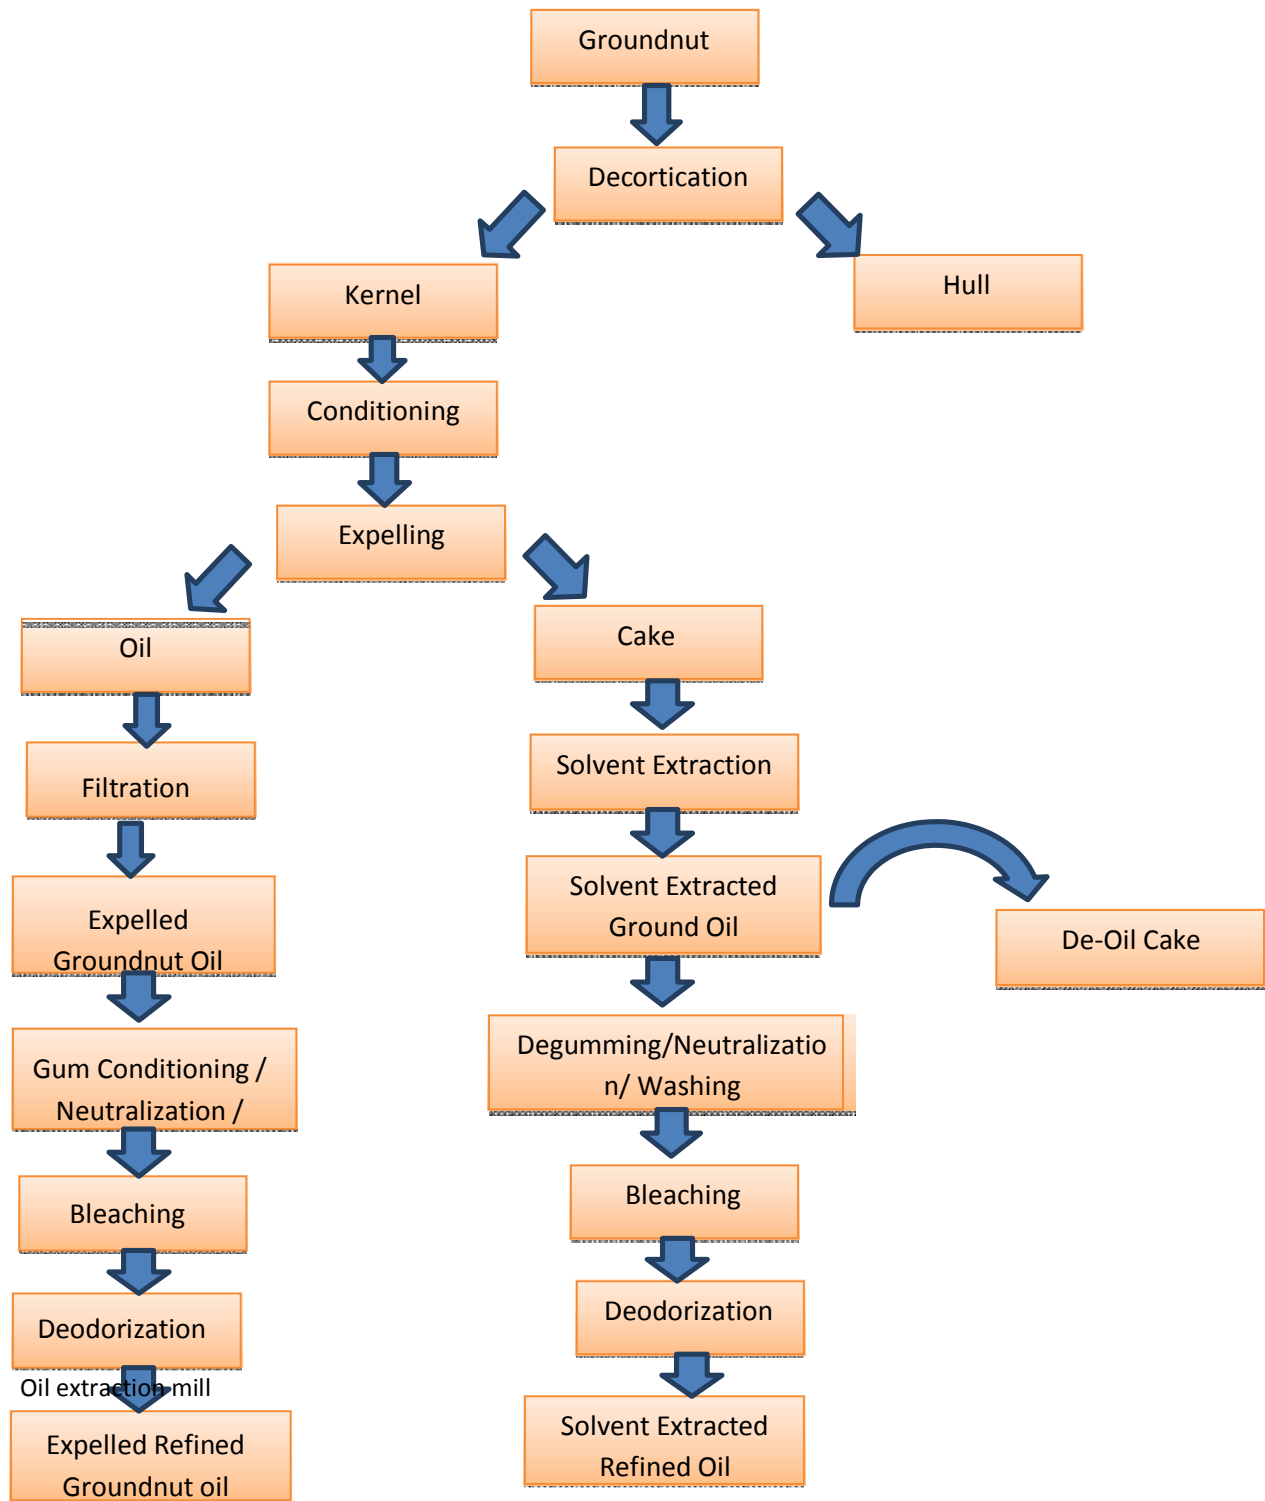 Groundnut
Decortication
Kernel
Hull
Conditioning
Expelling
Oil
Cake
Filtration
Solvent Extraction
Expelled
Groundnut Oil
Solvent Extracted
Ground Oil
De-Oil Cake
Gum Conditioning /
Neutralization /
Degumming/Neutralizatio
n/ Washing
Bleaching
Bleaching
Deodorization
Deodorization
Oil extraction mill
Expelled Refined
Groundnut oil
Solvent Extracted
Refined Oil